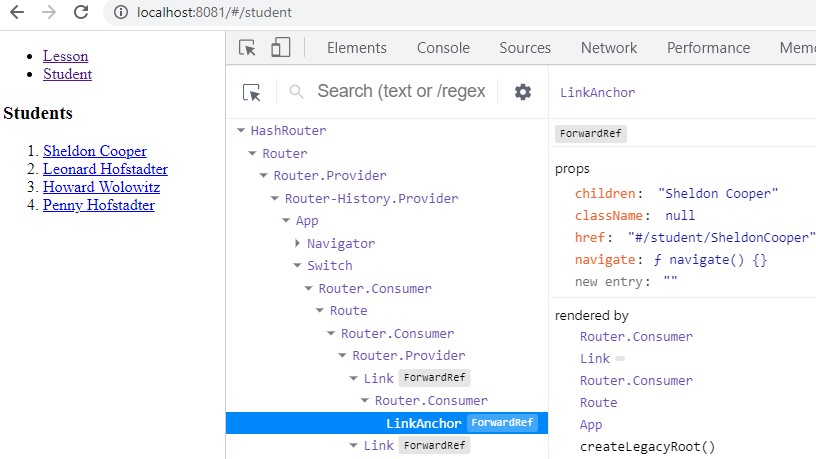 localhost:8081/#/student
Lesson
Student
Students
1. Sheldon Cooper
2. Leonard Hofstadter
3. Howard Wolowitz
4. Penny Hofstadter
Elements Console Sources Network Performance Mem
Search (text or /regex
HashRouter
Router
Router.Provider
Router-History.Provider
App
Navigator
Switch
Router.Consumer
Route
Router.Consumer
Router.Provider
Link ForwardRef
Router.Consumer
LinkAnchor ForwardRef
Link ForwardRef
LinkAnchor
ForwardRef
props
children: "Sheldon Cooper"
className: null
href: "#/student/SheldonCooper"
navigate: ƒ navigate() {}
new entry: ""
rendered by
Router.Consumer
Link
Router.Consumer
Route
App
createLegacyRoot()